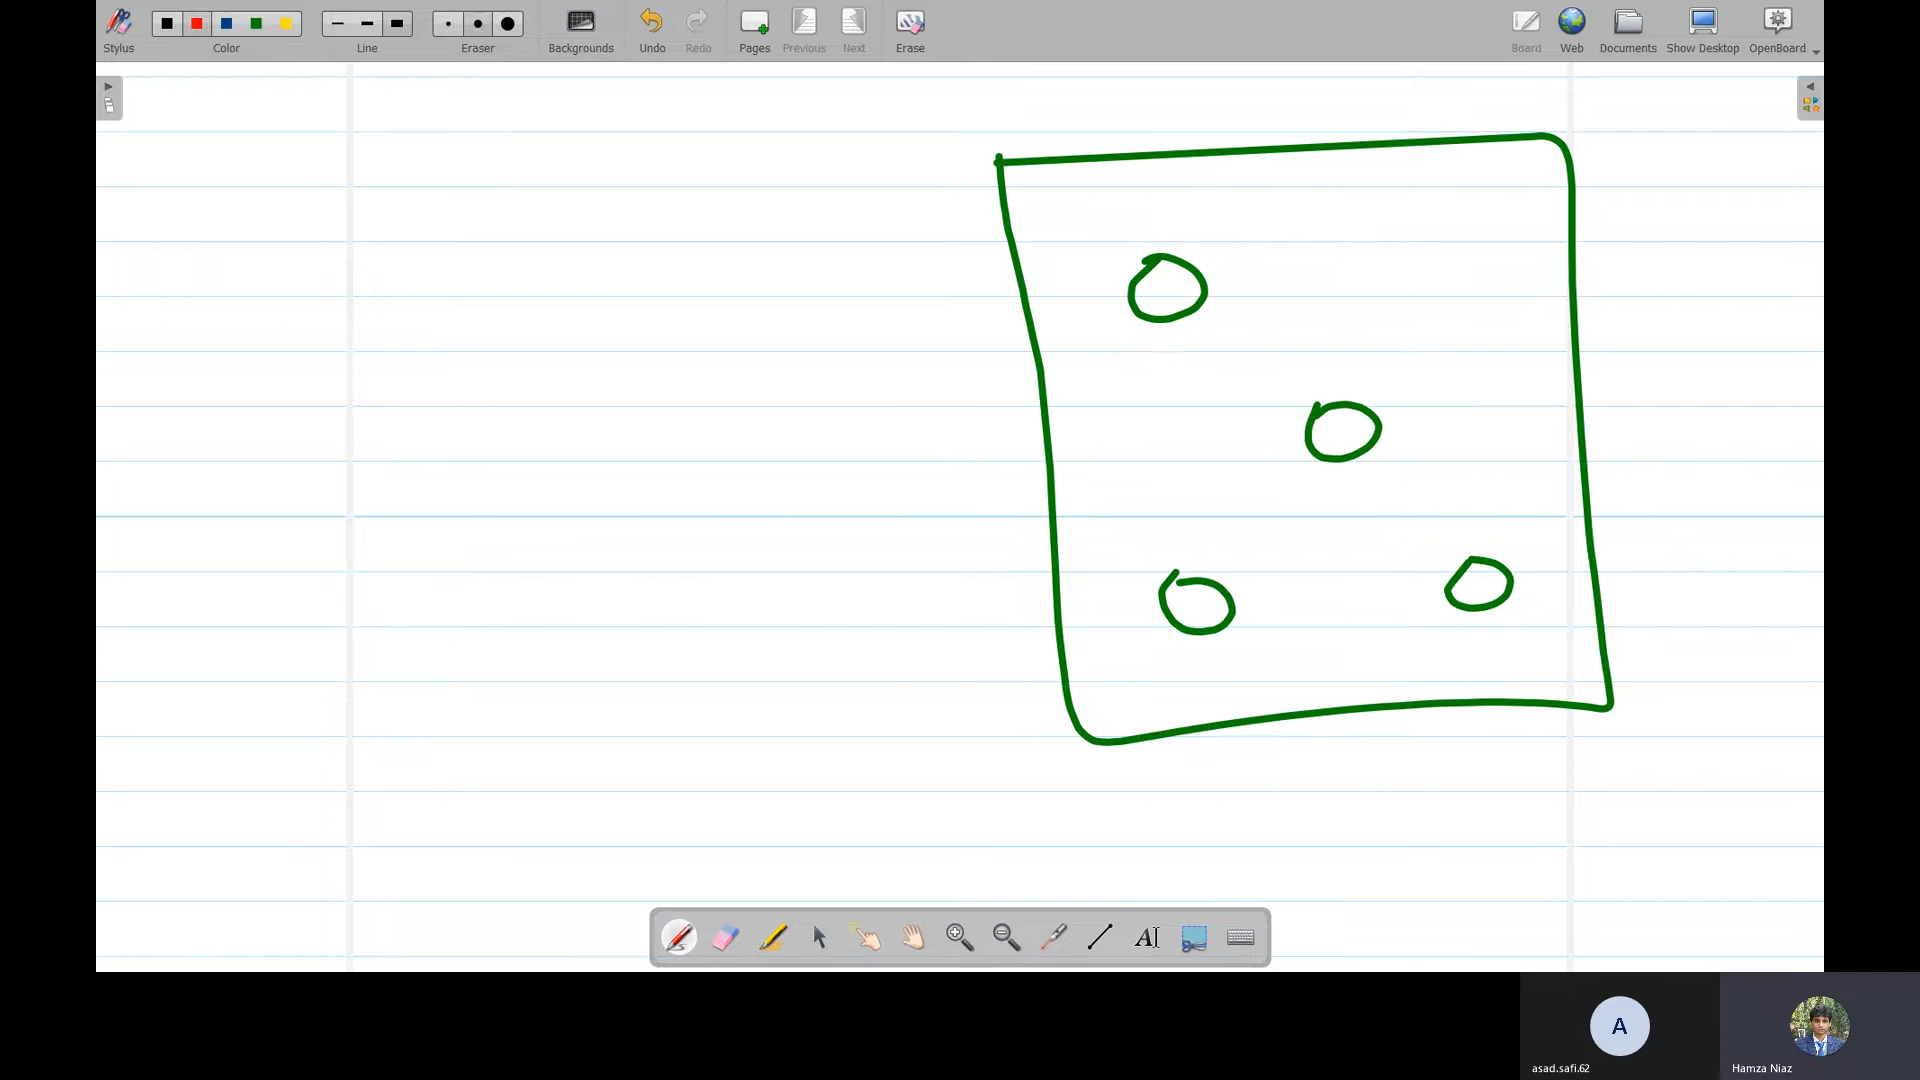 Stylus
Color
Line
Eraser
Backgrounds
Undo
Redo
Pages
Previous
Next
Erase
Board
Web
Documents
Show Desktop
OpenBoard
A
asad.safi.62
Hamza Niaz